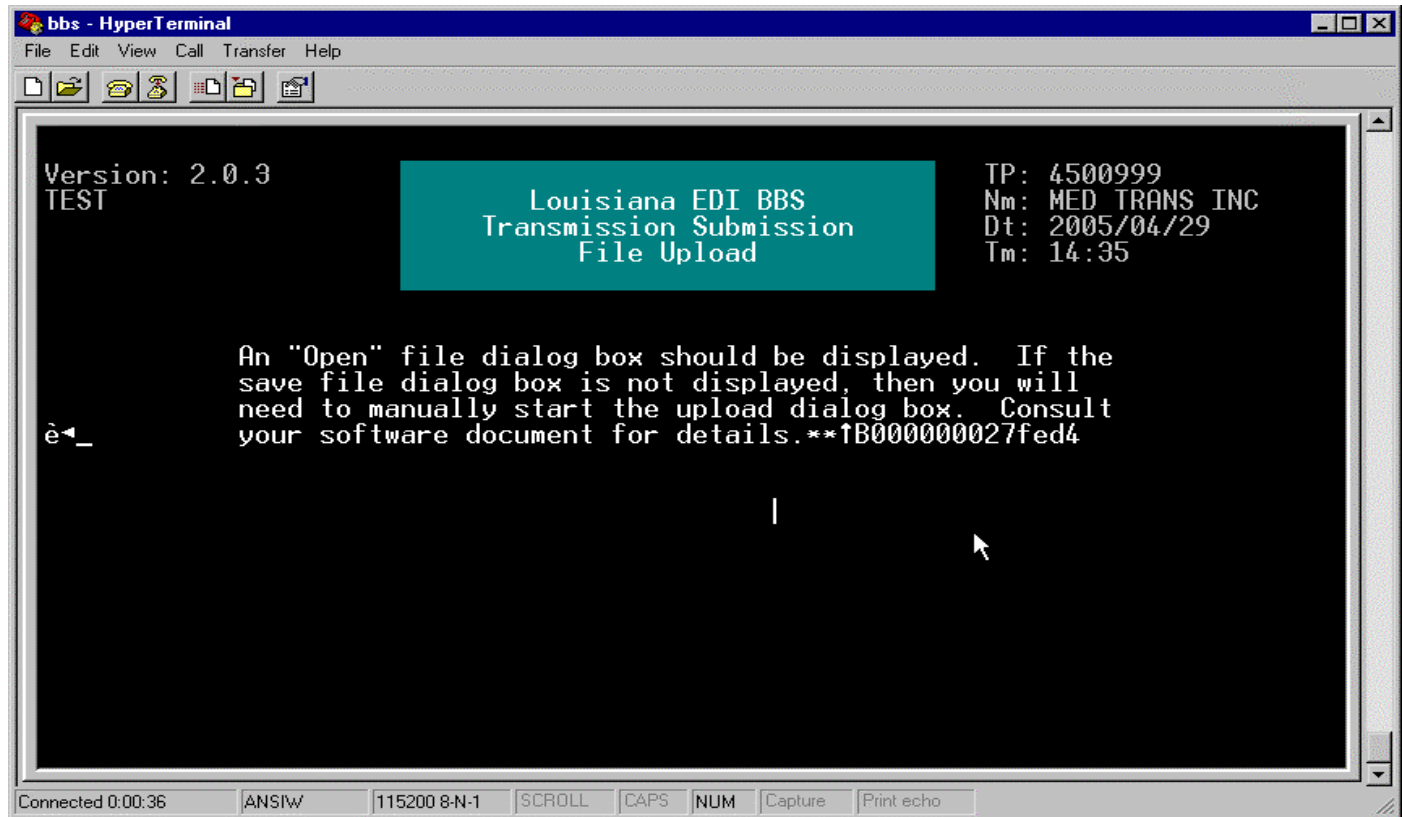 bbs - HyperTerminal
File Edit View Call Transfer Help
Version: 2.0.3
TEST
Louisiana EDI BBS
Transmission Submission
File Upload
TP: 4500999
Nm: MED TRANS INC
Dt: 2005/04/29
Tm: 14:35
An "Open" file dialog box should be displayed. If the
save file dialog box is not displayed, then you will
need to manually start the upload dialog box. Consult
è◄_ your software document for details.**↑B000000027fed4
Connected 0:00:36 ANSIW 115200 8-N-1 SCROLL CAPS NUM Capture Print echo